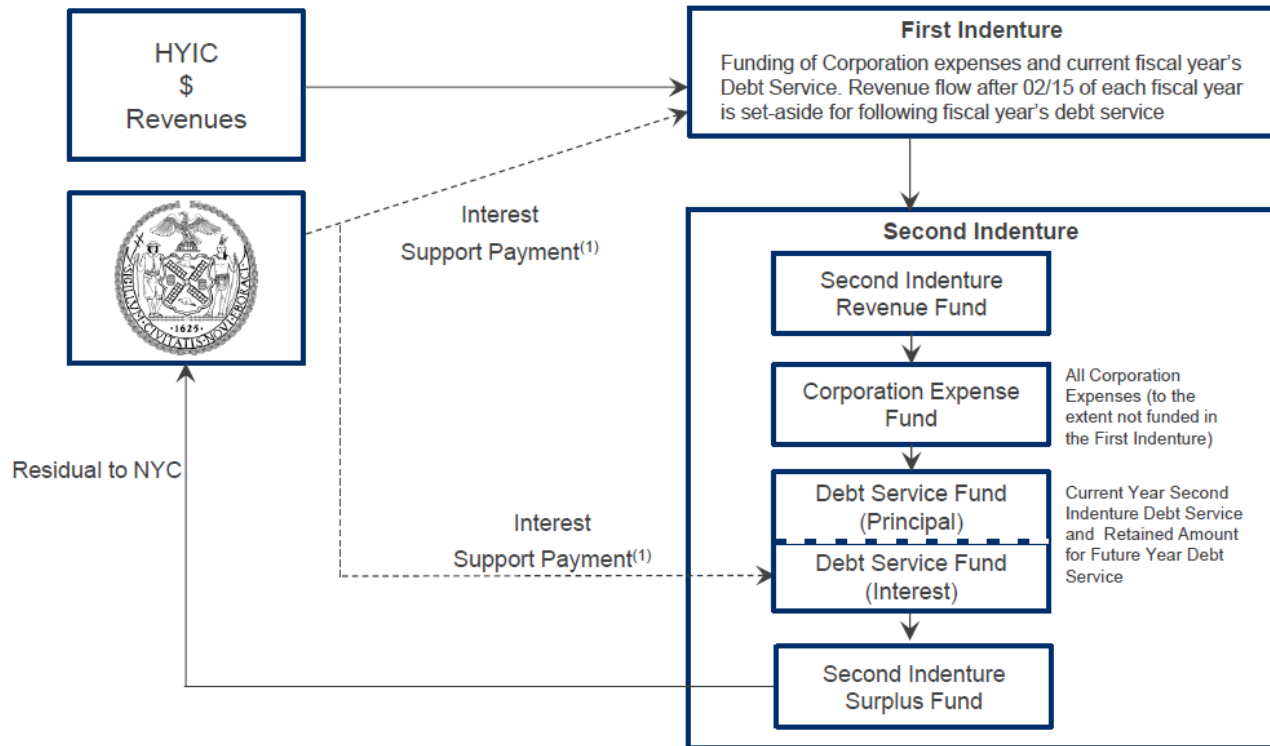 HYIC
$
Revenues
First Indenture
Funding of Corporation expenses and current fiscal year's
Debt Service. Revenue flow after 02/15 of each fiscal year
is set-aside for following fiscal year's debt service
SIGILLUM CIVITATIS NOVI EBORACI
·1625·
Interest
Support Payment(1)
Second Indenture
Second Indenture
Revenue Fund
Corporation Expense
Fund
All Corporation
Expenses (to the
extent not funded in
the First Indenture)
Residual to NYC
Debt Service Fund
(Principal)
Debt Service Fund
(Interest)
Current Year Second
Indenture Debt Service
and Retained Amount
for Future Year Debt
Service
Interest
Support Payment(1)
Second Indenture
Surplus Fund